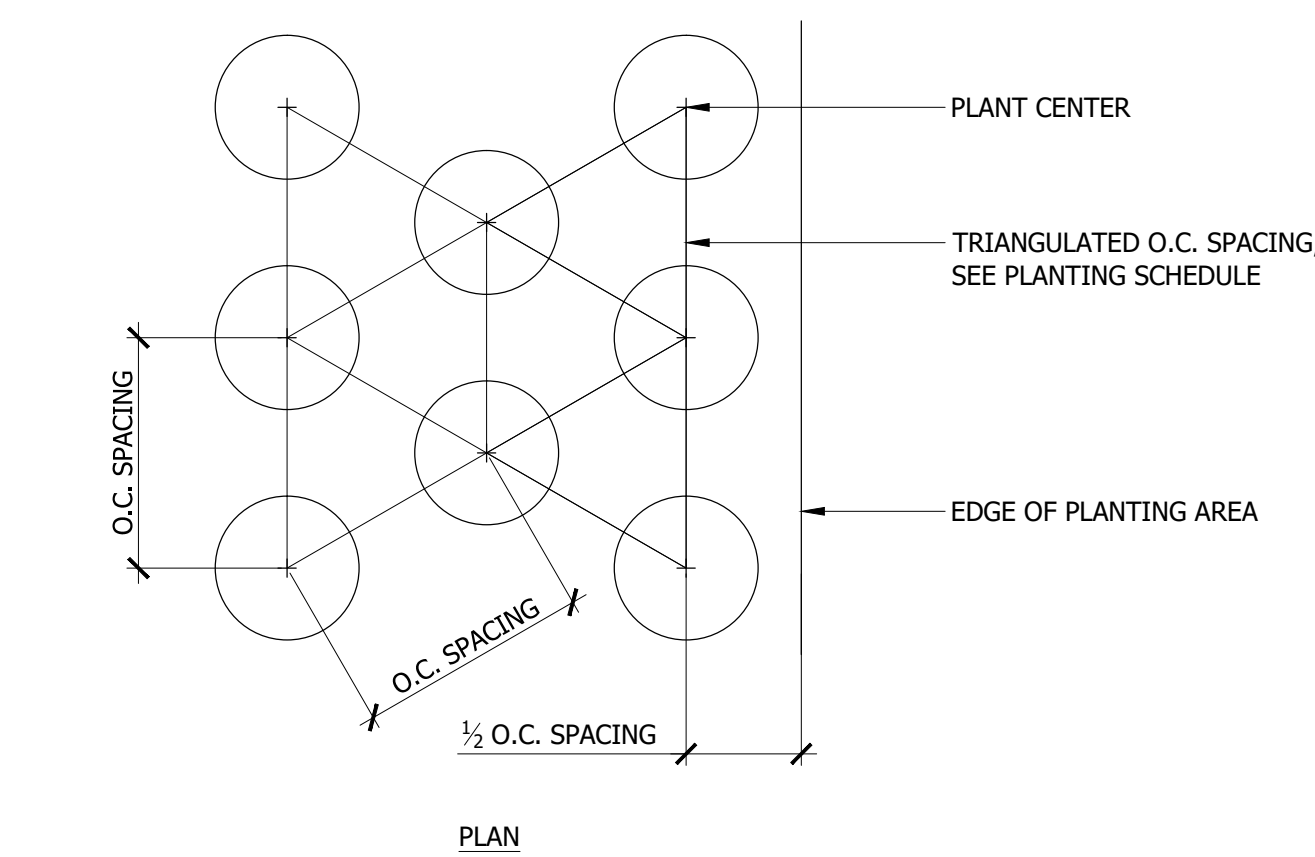 PLANT CENTER
TRIANGULATED O.C. SPACING,
SEE PLANTING SCHEDULE
O.C. SPACING
EDGE OF PLANTING AREA
O.C. SPACING
½ O.C. SPACING
PLAN